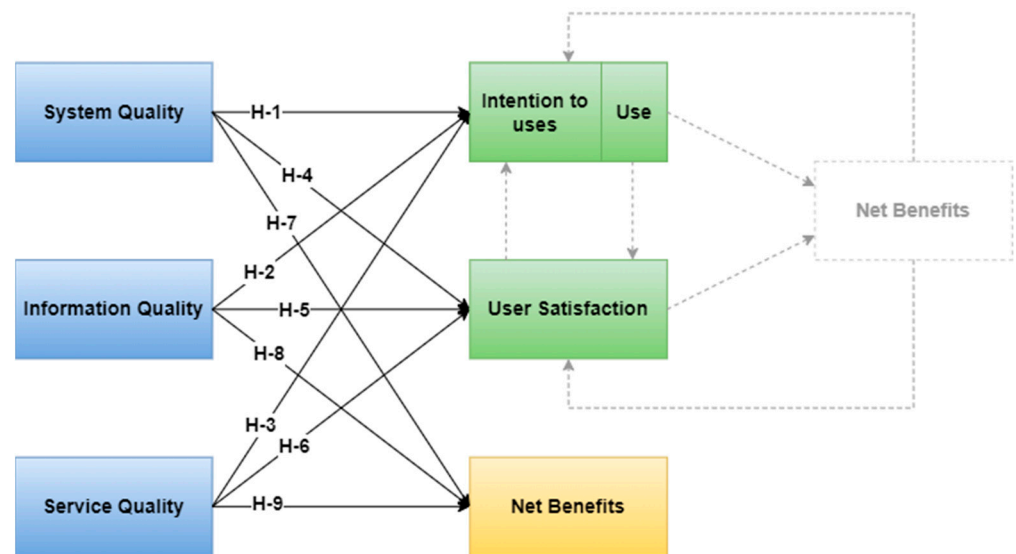 System Quality
H-1
Intention to
uses
Use
H-4
H-7
Net Benefits
H-2
Information Quality
H-5
User Satisfaction
H-8
H-3
H-6
Service Quality
H-9
Net Benefits